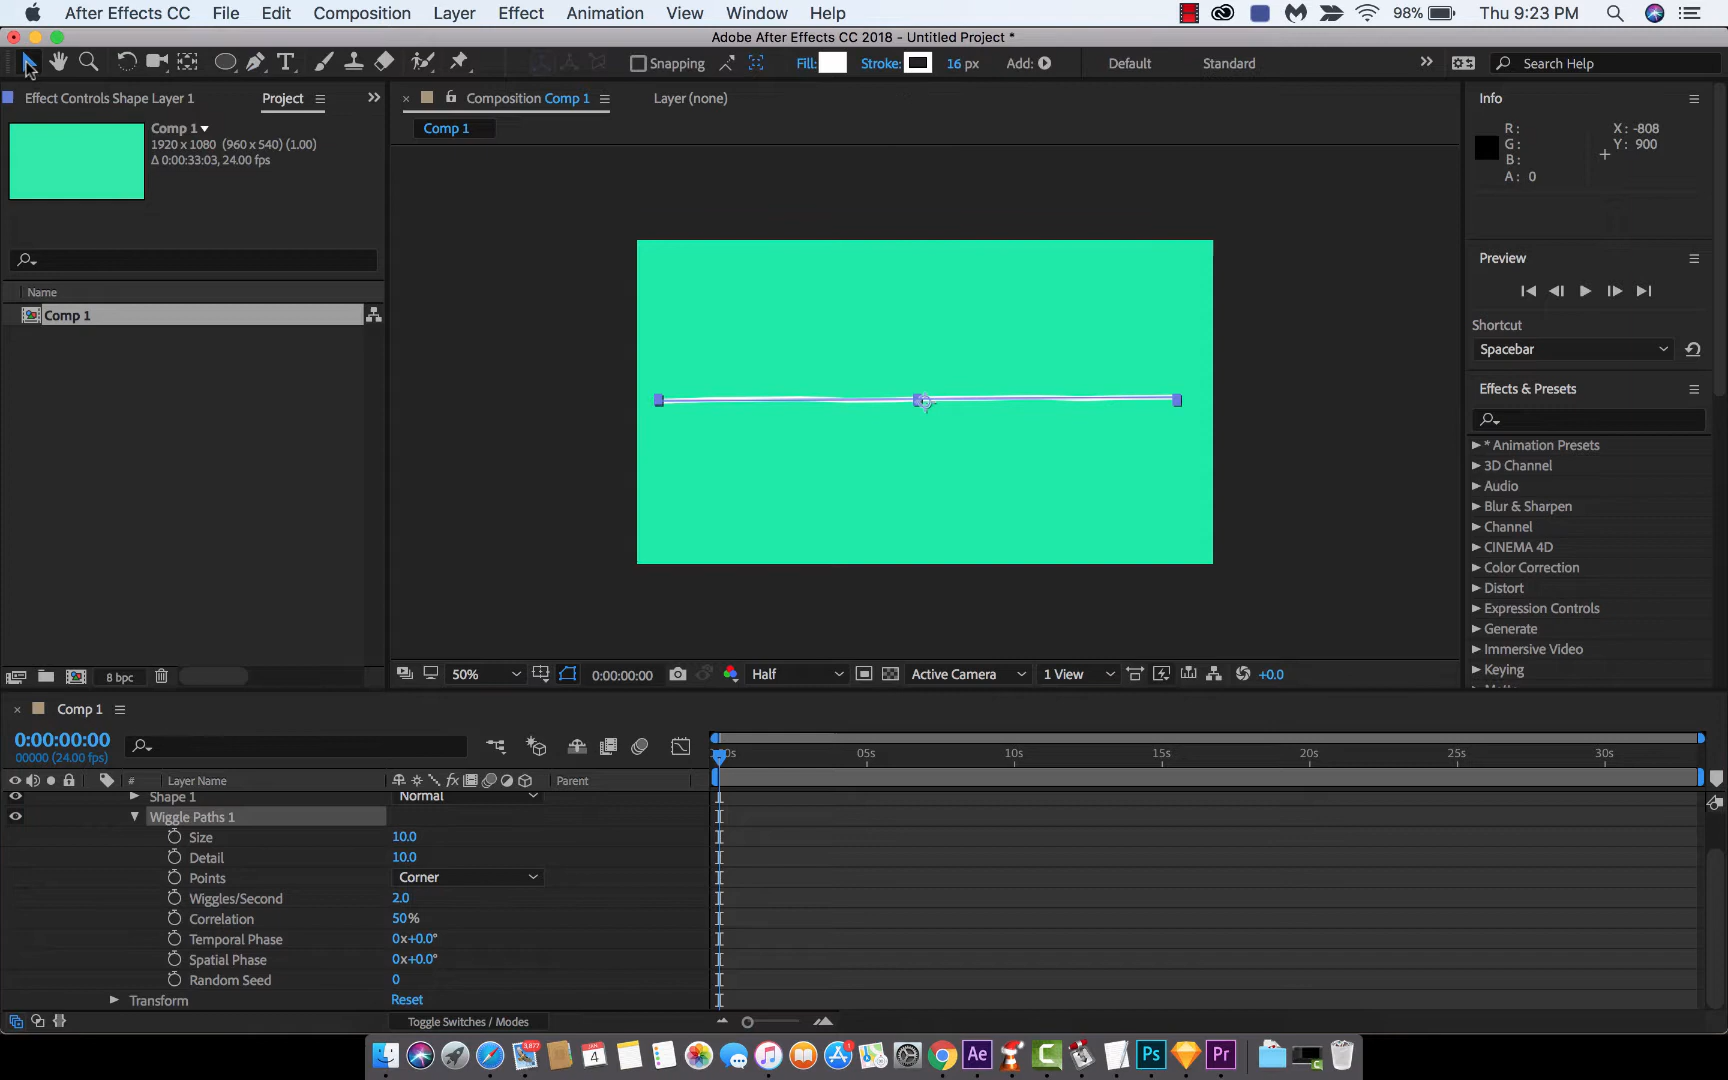 After Effects CC File Edit Composition Layer Effect Animation View Window Help 98% Thu 9:23 PM
Adobe After Effects CC 2018 - Untitled Project *
Snapping Fill: Stroke: 16 px Add: Default Standard Search Help
Effect Controls Shape Layer 1 Project
Composition Comp 1 Layer (none)
Comp 1
Comp 1
1920 x 1080 (960 x 540) (1.00)
Δ 0:00:33:03, 24.00 fps
Name
Comp 1
8 bpc
50% 0:00:00:00 Half Active Camera 1 View +0.0
Info
R: X: -808
G: Y: 900
B:
A: 0
Preview
Shortcut
Spacebar
Effects & Presets
* Animation Presets
3D Channel
Audio
Blur & Sharpen
Channel
CINEMA 4D
Color Correction
Distort
Expression Controls
Generate
Immersive Video
Keying
Comp 1
0:00:00:00
00000 (24.00 fps)
# Layer Name Parent
05s 10s 15s 20s 25s 30s
Shape 1 Normal
Wiggle Paths 1
Size 10.0
Detail 10.0
Points Corner
Wiggles/Second 2.0
Correlation 50%
Temporal Phase 0x+0.0°
Spatial Phase 0x+0.0°
Random Seed 0
Transform Reset
Toggle Switches / Modes
3,877 4 1 Ae Ps Pr